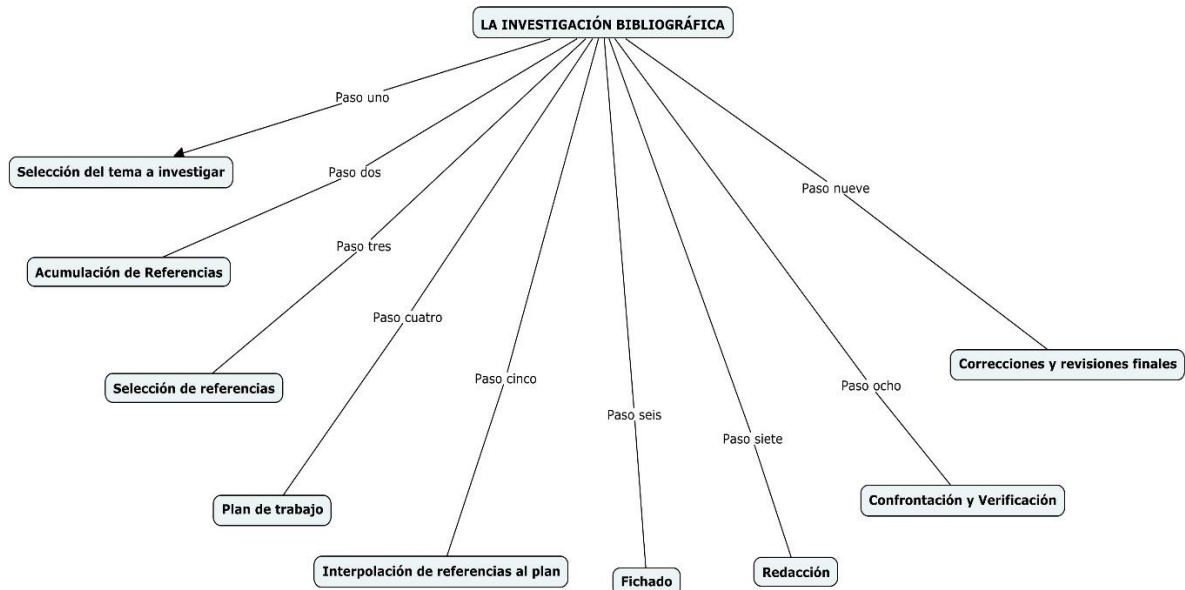 LA INVESTIGACIÓN BIBLIOGRÁFICA
Paso uno
Selección del tema a investigar
Paso dos
Acumulación de Referencias
Paso tres
Selección de referencias
Paso cuatro
Plan de trabajo
Paso cinco
Interpolación de referencias al plan
Paso seis
Fichado
Paso siete
Redacción
Paso ocho
Confrontación y Verificación
Paso nueve
Correcciones y revisiones finales